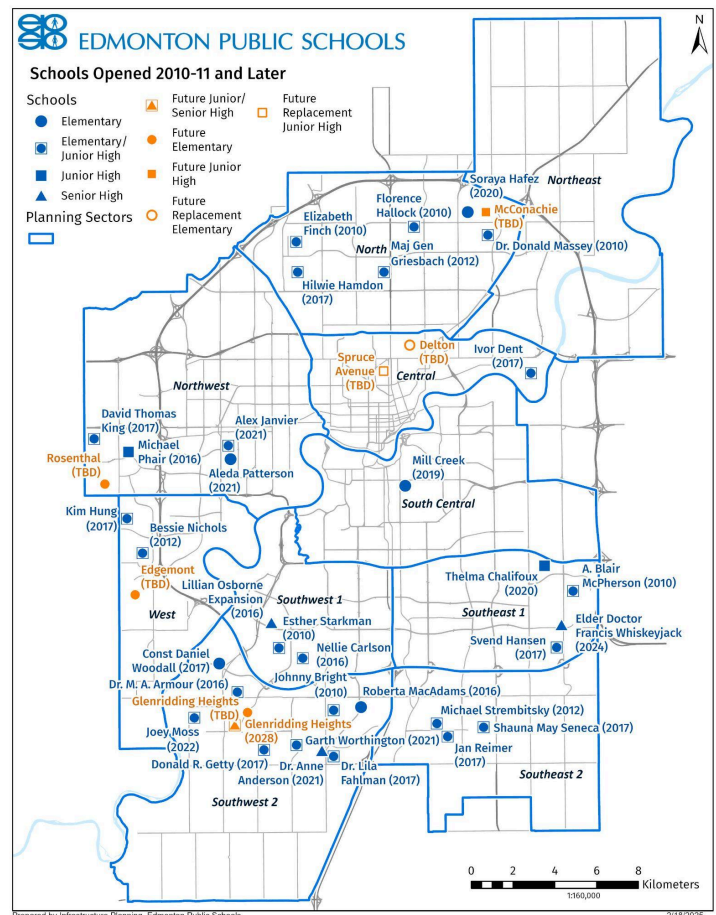 EDMONTON PUBLIC SCHOOLS
N
Schools Opened 2010-11 and Later
Schools
Elementary
Elementary/
Junior High
Junior High
Senior High
Planning Sectors
Future Junior/
Senior High
Future
Elementary
Future Junior
High
Future
Replacement
Elementary
Future
Replacement
Junior High
Soraya Hafez
(2020)
Northeast
McConachie
(TBD)
Florence
Hallock (2010)
Elizabeth
Finch (2010)
North
Maj Gen
Griesbach (2012)
Dr. Donald Massey (2010)
Hilwie Hamdon
(2017)
Delton
(TBD)
Spruce
Avenue
(TBD)
Central
Ivor Dent
(2017)
Northwest
David Thomas
King (2017)
Michael
Phair (2016)
Alex Janvier
(2021)
Rosenthal
(TBD)
Aleda Patterson
(2021)
Mill Creek
(2019)
South Central
Kim Hung
(2017)
Bessie Nichols
(2012)
Edgemont
(TBD)
West
Lillian Osborne
Expansion
(2016)
Southwest 1
Esther Starkman
(2010)
Nellie Carlson
(2016)
Thelma Chalifoux
(2020)
A. Blair
McPherson (2010)
Southeast 1
Svend Hansen
(2017)
Elder Doctor
Francis Whiskeyjack
(2024)
Const Daniel
Woodall (2017)
Dr. M. A. Armour (2016)
Johnny Bright
(2010)
Roberta MacAdams (2016)
Glenridding Heights
(TBD)
Glenridding Heights
(2028)
Joey Moss
(2022)
Donald R. Getty (2017)
Garth Worthington (2021)
Dr. Anne
Anderson (2021)
Dr. Lila
Fahlman (2017)
Michael Strembitsky (2012)
Shauna May Seneca (2017)
Jan Reimer
(2017)
Southeast 2
Southwest 2
0 2 4 6 8
Kilometers
1:160,000
Prepared by Infrastructure Planning, Edmonton Public Schools